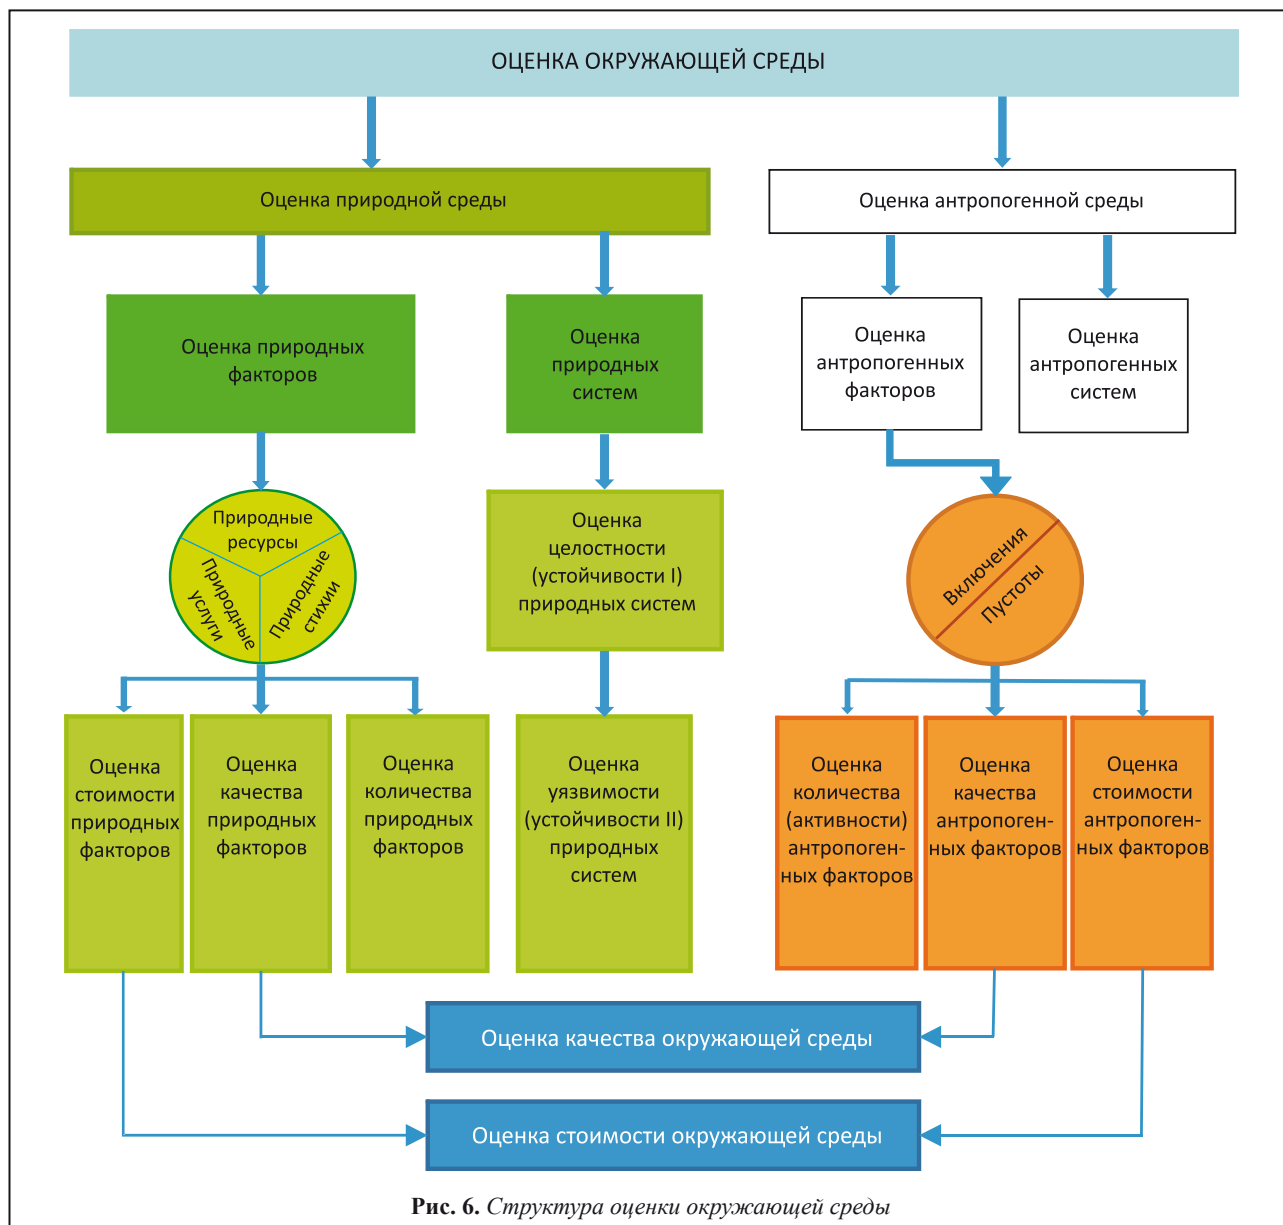 ОЦЕНКА ОКРУЖАЮЩЕЙ СРЕДЫ
Оценка природной среды
Оценка антропогенной среды
Оценка природных
факторов
Оценка
природных
систем
Оценка
антропогенных
факторов
Оценка
антропогенных
систем
Природные
ресурсы
Природные
услуги
Природные
стихии
Оценка
целостности
(устойчивости I)
природных систем
Включения
Пустоты
Оценка
стоимости
природных
факторов
Оценка
качества
природных
факторов
Оценка
количества
природных
факторов
Оценка
уязвимости
(устойчивости II)
природных
систем
Оценка
количества
(активности)
антропоген-
ных факторов
Оценка
качества
антропоген-
ных факторов
Оценка
стоимости
антропоген-
ных факторов
Оценка качества окружающей среды
Оценка стоимости окружающей среды
Рис. 6. Структура оценки окружающей среды